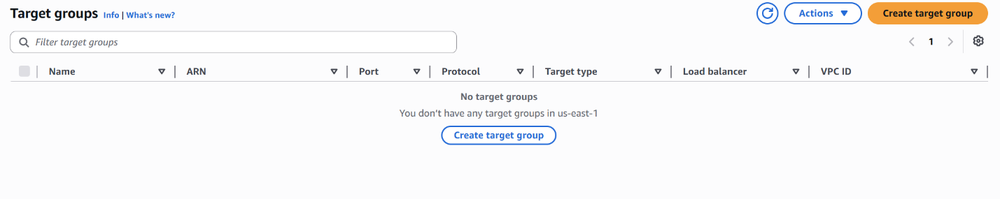 Target groups Info | What's new?
Actions
Create target group
Filter target groups
1
Name ARN Port Protocol Target type Load balancer VPC ID
No target groups
You don’t have any target groups in us-east-1
Create target group